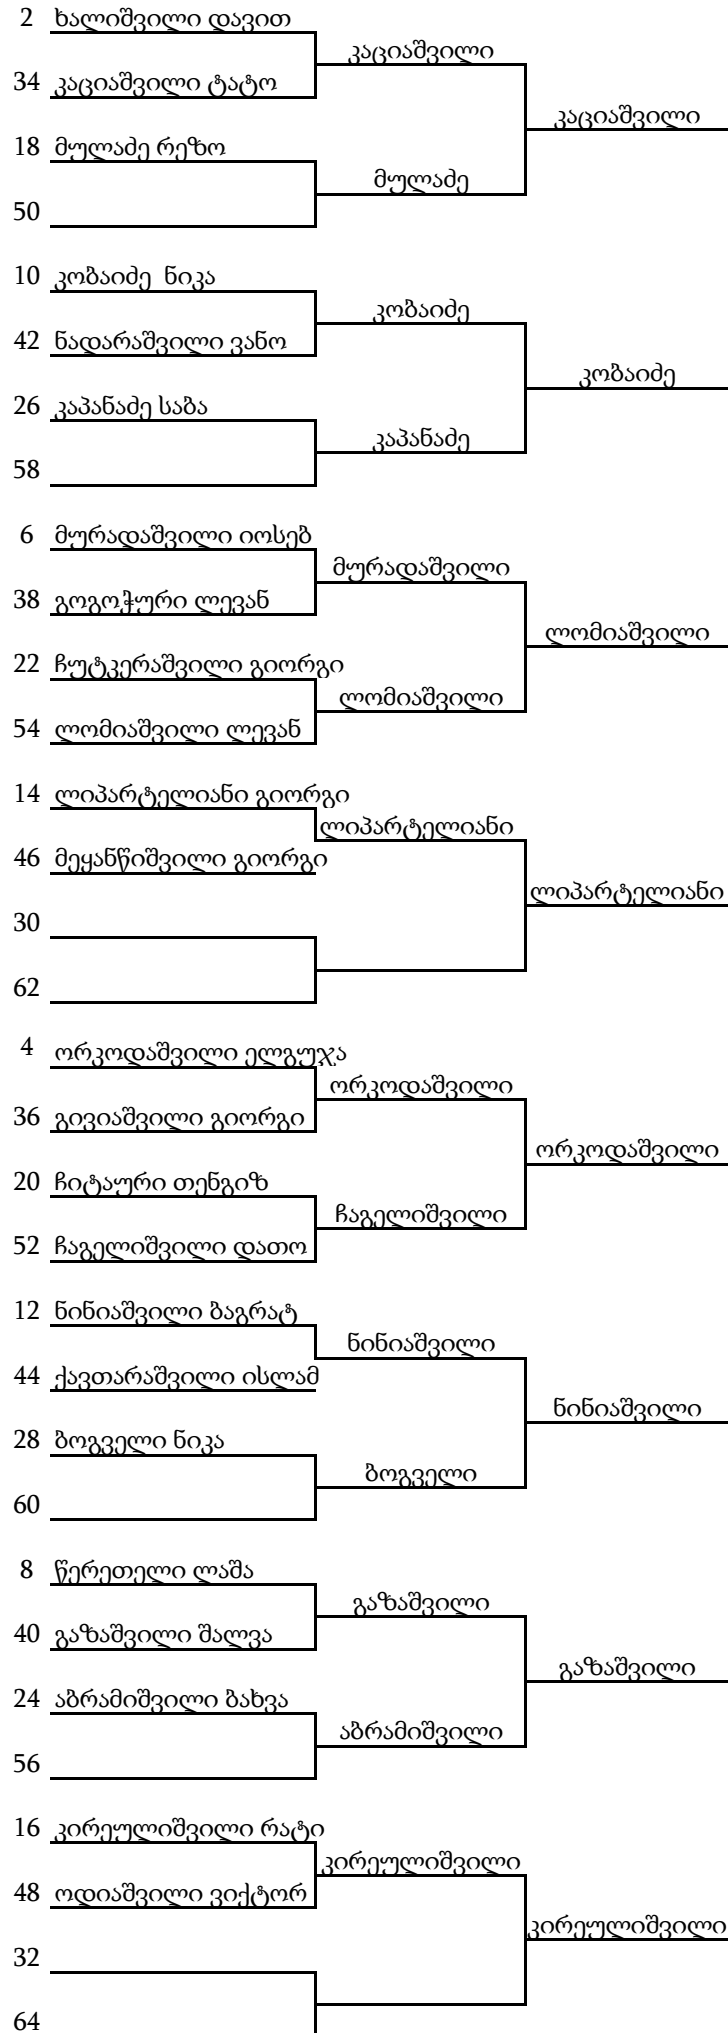 2 ხალიშვილი დავით
კაციაშვილი
34 კაციაშვილი ტატო
კაციაშვილი
18 მულაძე რეზო
მულაძე
50
10 კობაიძე ნიკა
კობაიძე
42 ნადარაშვილი ვანო
კობაიძე
26 კაპანაძე საბა
კაპანაძე
58
6 მურადაშვილი იოსებ
მურადაშვილი
38 გოგოჭური ლევან
ლომიაშვილი
22 ჩუტკერაშვილი გიორგი
ლომიაშვილი
54 ლომიაშვილი ლევან
14 ლიპარტელიანი გიორგი
ლიპარტელიანი
46 მეყანწიშვილი გიორგი
ლიპარტელიანი
30
62
4 ორკოდაშვილი ელგუჯა
ორკოდაშვილი
36 გივიაშვილი გიორგი
ორკოდაშვილი
20 ჩიტაური თენგიზ
ჩაგელიშვილი
52 ჩაგელიშვილი დათო
12 ნინიაშვილი ბაგრატ
ნინიაშვილი
44 ქავთარაშვილი ისლამ
ნინიაშვილი
28 ბოგველი ნიკა
ბოგველი
60
8 წერეთელი ლაშა
გაზაშვილი
40 გაზაშვილი შალვა
გაზაშვილი
24 აბრამიშვილი ბახვა
აბრამიშვილი
56
16 კირეულიშვილი რატი
კირეულიშვილი
48 ოდიაშვილი ვიქტორ
კირეულიშვილი
32
64